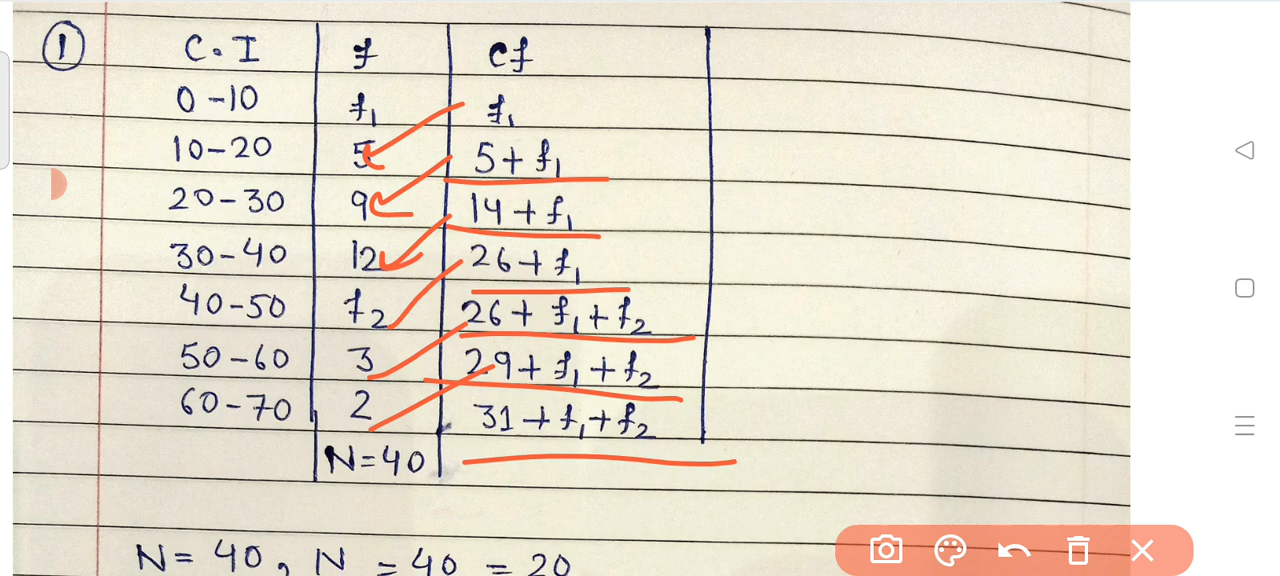 ① C.I f cf
0-10 f₁ f₁
10-20 5 5+f₁
20-30 9 14+f₁
30-40 12 26+f₁
40-50 f₂ 26+f₁+f₂
50-60 3 29+f₁+f₂
60-70 2 31+f₁+f₂
N=40
N=40, N = 40 = 20